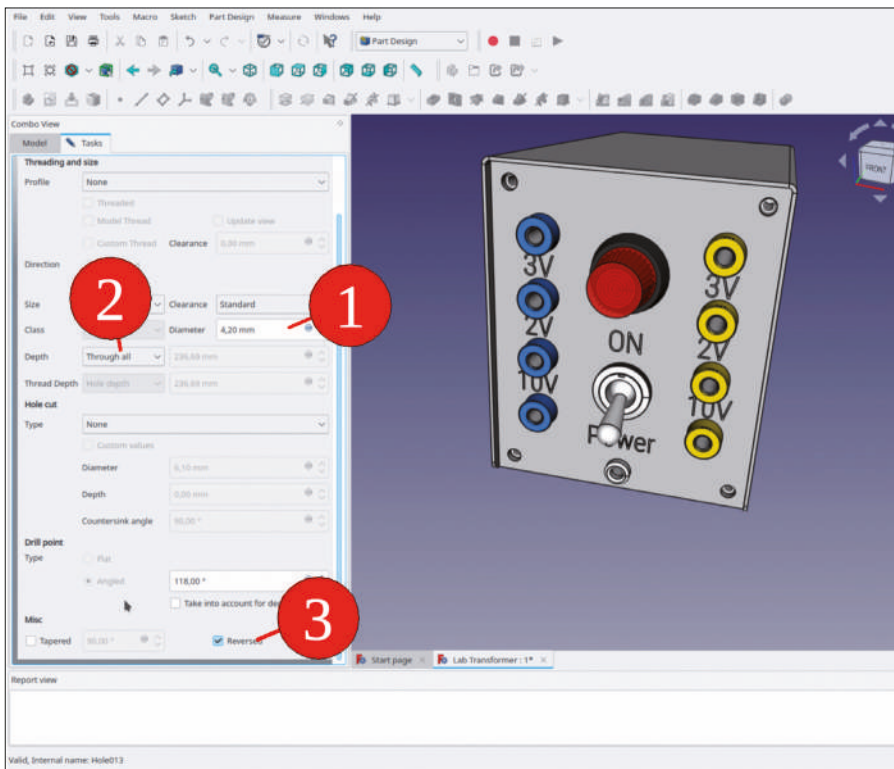 File Edit View Tools Macro Sketch Part Design Measure Windows Help
Part Design
Combo View
Model Tasks
Threading and size
Profile None
Threaded
Model Thread Update view
Custom Thread Clearance 0,00 mm
Direction
2
1
Size Clearance Standard
Class Diameter 4,20 mm
Depth Through all 236,68 mm
Thread Depth Hole depth 236,68 mm
Hole cut
Type None
Custom values
Diameter 6,10 mm
Depth 0,00 mm
Countersink angle 90,00 °
Drill point
Type Flat
Angled 118,00 °
Take into account for
Misc
3
Tapered 90,00 ° Reversed
FRONT
3V
3V
2V
ON
2V
10V
10V
Power
Start page Lab Transformer : 1*
Report view
Valid, Internal name: Hole013